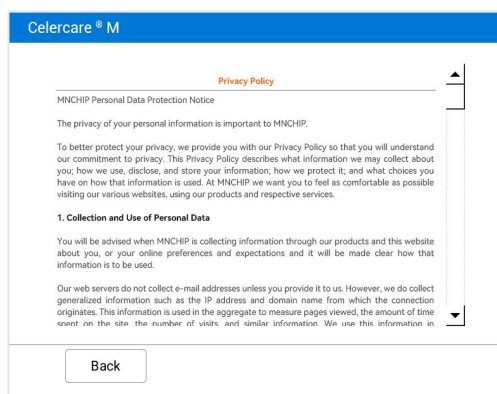 Celercare ® M
Privacy Policy
MNCHIP Personal Data Protection Notice
The privacy of your personal information is important to MNCHIP.
To better protect your privacy, we provide you with our Privacy Policy so that you will understand
our commitment to privacy. This Privacy Policy describes what information we may collect about
you; how we use, disclose, and store your information; how we protect it; and what choices you
have on how that information is used. At MNCHIP we want you to feel as comfortable as possible
visiting our various websites, using our products and respective services.
1. Collection and Use of Personal Data
You will be advised when MNCHIP is collecting information through our products and this website
about you, or your online preferences and expectations and it will be made clear how that
information is to be used.
Our web servers do not collect e-mail addresses unless you provide it to us. However, we do collect
generalized information such as the IP address and domain name from which the connection
originates. This information is used in the aggregate to measure pages viewed, the amount of time
spent on the site, the number of visits, and similar information. We use this information in
Back